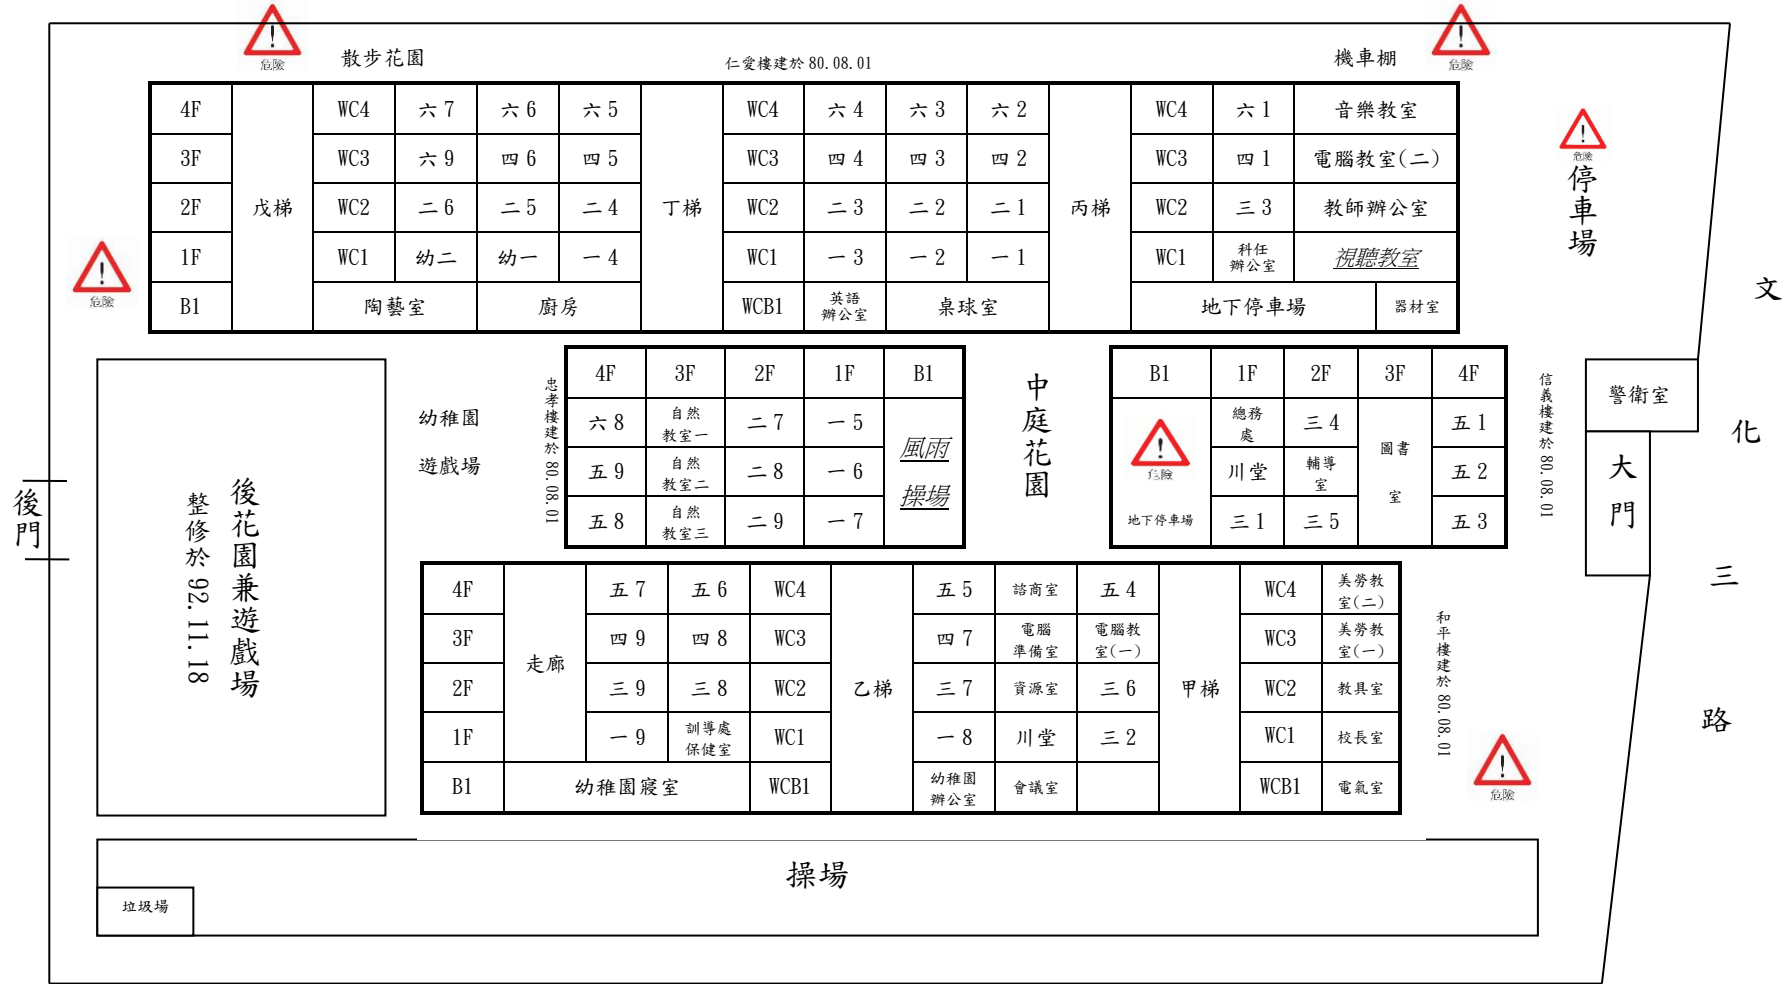 危險
散步花園
仁愛樓建於 80.08.01
機車棚
危險
4F WC4 六 7 六 6 六 5 WC4 六 4 六 3 六 2 WC4 六 1 音樂教室
3F WC3 六 9 四 6 四 5 WC3 四 4 四 3 四 2 WC3 四 1 電腦教室(二)
2F 戊梯 WC2 二 6 二 5 二 4 丁梯 WC2 二 3 二 2 二 1 丙梯 WC2 三 3 教師辦公室
1F WC1 幼二 幼一 一 4 WC1 一 3 一 2 一 1 WC1 科任 視聽教室
辦公室
B1 陶藝室 廚房 WCB1 英語 桌球室 地下停車場 器材室
辦公室
危險
停車場
危險
文化三路
4F 3F 2F 1F B1
六 8 自然 二 7 一 5 風雨
教室一
五 9 自然 二 8 一 6 操場
教室二
五 8 自然 二 9 一 7
教室三
忠孝樓建於 80.08.01
幼稚園
遊戲場
中庭花園
B1 1F 2F 3F 4F
危險 總務 三 4 圖書 五 1
處
川堂 輔導 室 五 2
室
地下停車場 三 1 三 5 五 3
信義樓建於 80.08.01
警衛室
大門
後門
後花園兼遊戲場
整修於 92.11.18
4F 五 7 五 6 WC4 五 5 諮商室 五 4 WC4 美勞教
室(二)
3F 走廊 四 9 四 8 WC3 四 7 電腦 電腦教 WC3 美勞教
準備室 室(一) 室(一)
2F 三 9 三 8 WC2 乙梯 三 7 資源室 三 6 甲梯 WC2 教具室
1F 一 9 訓導處 WC1 一 8 川堂 三 2 WC1 校長室
保健室
B1 幼稚園寢室 WCB1 幼稚園 會議室 WCB1 電氣室
辦公室
和平樓建於 80.08.01
危險
操場
垃圾場